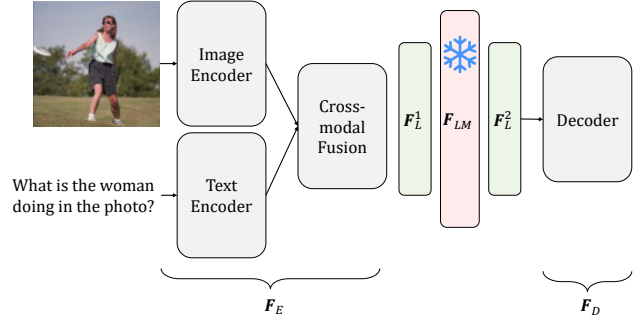 Image
Encoder
What is the woman
doing in the photo?
Text
Encoder
Cross-
modal
Fusion
F_L^1
F_LM
F_L^2
Decoder
F_E
F_D